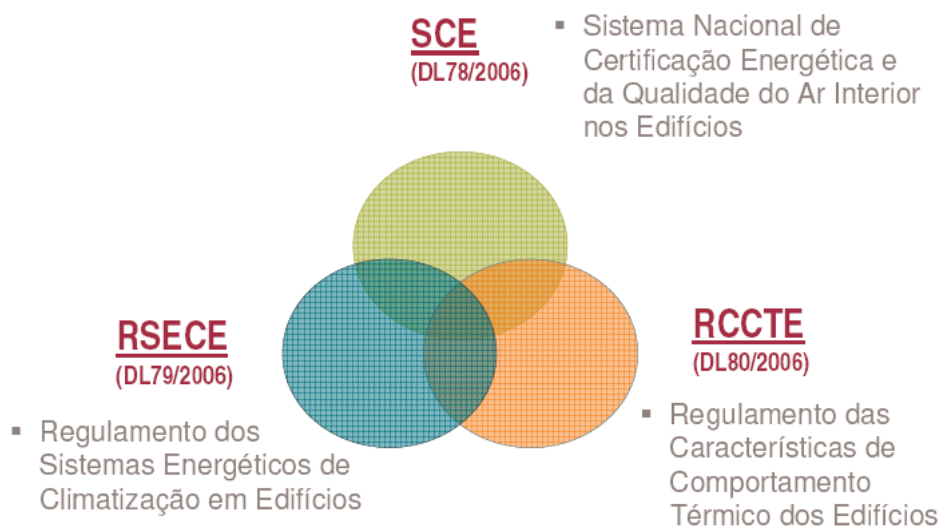 SCE
(DL78/2006)
▪ Sistema Nacional de
Certificação Energética e
da Qualidade do Ar Interior
nos Edifícios
RSECE
(DL79/2006)
▪ Regulamento dos
Sistemas Energéticos de
Climatização em Edifícios
RCCTE
(DL80/2006)
▪ Regulamento das
Características de
Comportamento
Térmico dos Edifícios